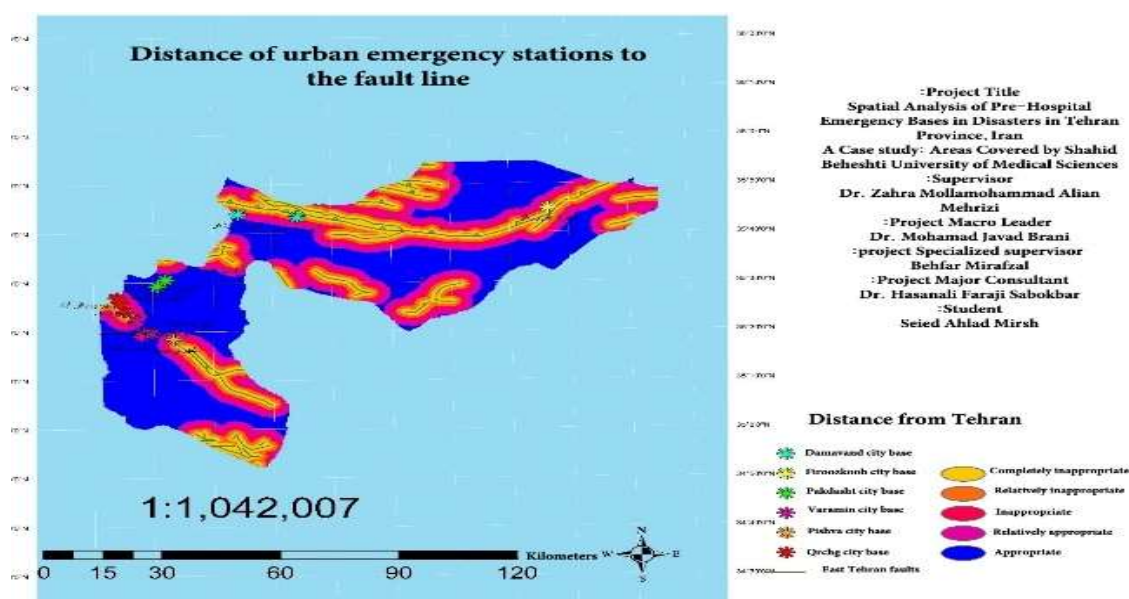 Distance of urban emergency stations to
the fault line
:Project Title
Spatial Analysis of Pre-Hospital
Emergency Bases in Disasters in Tehran
Province, Iran
A Case study: Areas Covered by Shahid
Beheshti University of Medical Sciences
:Supervisor
Dr. Zahra Mollamohammad Alian
Mehrizi
:Project Macro Leader
Dr. Mohamad Javad Brani
:project Specialized supervisor
Behfar Mirafzal
:Project Major Consultant
Dr. Hasanali Faraji Sabokbar
:Student
Seied Ahlad Mirsh
Distance from Tehran
Damavand city base
Firoozkooh city base
Pakdasht city base
Varamin city base
Pishva city base
Qrchg city base
East Tehron faults
Completely inappropriate
Relatively inappropriate
Inappropriate
Relatively appropriate
Appropriate
1:1,042,007
Kilometers
0 15 30 60 90 120
N
W E
S